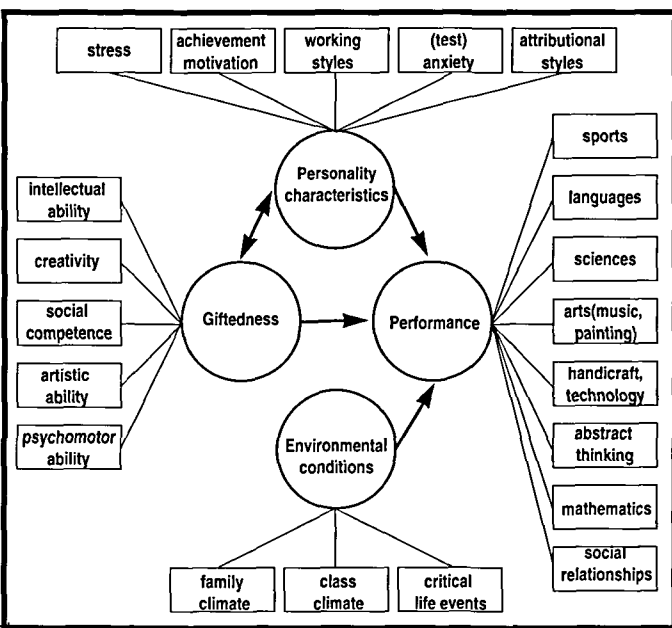 stress
achievement
motivation
working
styles
(test)
anxiety
attributional
styles
Personality
characteristics
intellectual
ability
creativity
social
competence
artistic
ability
psychomotor
ability
Giftedness
Performance
Environmental
conditions
sports
languages
sciences
arts(music,
painting)
handicraft,
technology
abstract
thinking
mathematics
social
relationships
family
climate
class
climate
critical
life events